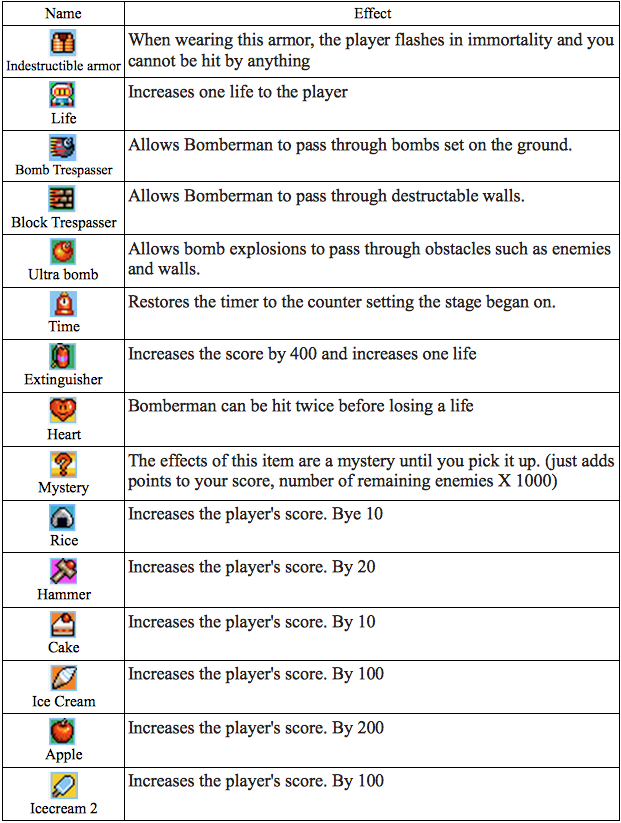 Name Effect
Indestructible armor
When wearing this armor, the player flashes in immortality and you
cannot be hit by anything
Life
Increases one life to the player
Bomb Trespasser
Allows Bomberman to pass through bombs set on the ground.
Block Trespasser
Allows Bomberman to pass through destructable walls.
Ultra bomb
Allows bomb explosions to pass through obstacles such as enemies
and walls.
Time
Restores the timer to the counter setting the stage began on.
Extinguisher
Increases the score by 400 and increases one life
Heart
Bomberman can be hit twice before losing a life
Mystery
The effects of this item are a mystery until you pick it up. (just adds
points to your score, number of remaining enemies X 1000)
Rice
Increases the player's score. Bye 10
Hammer
Increases the player's score. By 20
Cake
Increases the player's score. By 10
Ice Cream
Increases the player's score. By 100
Apple
Increases the player's score. By 200
Icecream 2
Increases the player's score. By 100